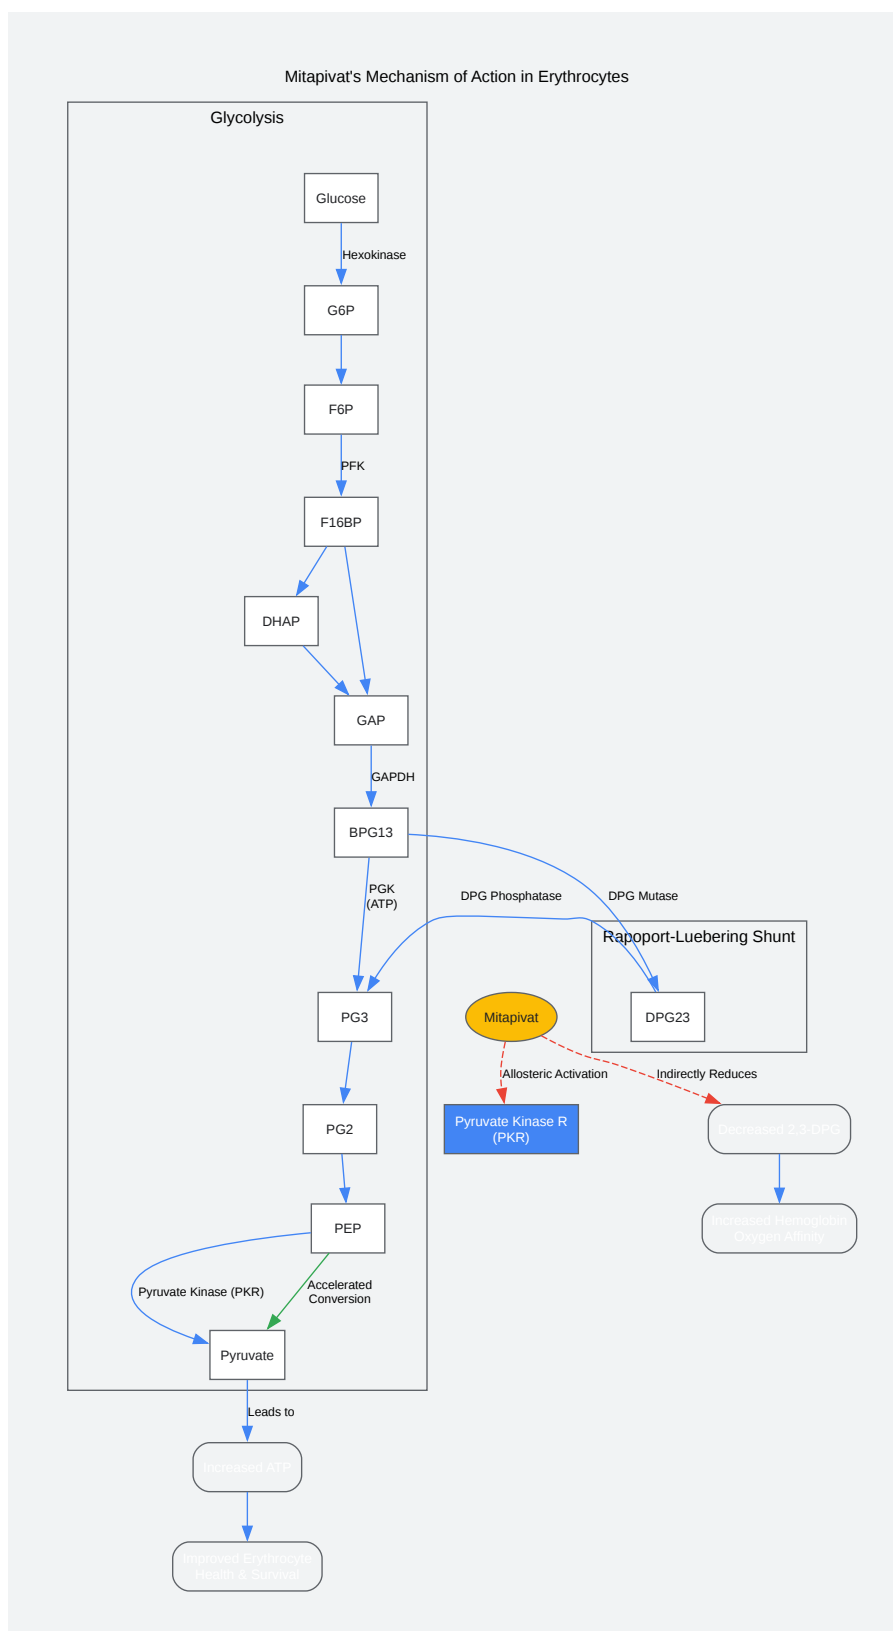 Mitapivat's Mechanism of Action in Erythrocytes
Glycolysis
Glucose
Hexokinase
G6P
F6P
PFK
F16BP
DHAP
GAP
GAPDH
BPG13
PGK
(ATP)
DPG Phosphatase
DPG Mutase
Rapoport-Luebering Shunt
PG3
Mitapivat
DPG23
Allosteric Activation
Indirectly Reduces
PG2
Pyruvate Kinase R
(PKR)
Decreased 2,3-DPG
PEP
Increased Hemoglobin
Oxygen Affinity
Pyruvate Kinase (PKR)
Accelerated
Conversion
Pyruvate
Leads to
Increased ATP
Improved Erythrocyte
Health & Survival